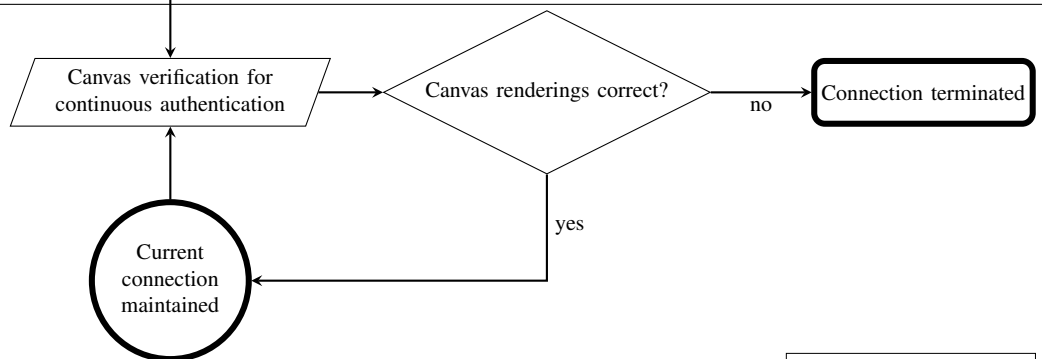 Canvas verification for
continuous authentication
Canvas renderings correct?
no
Connection terminated
yes
Current
connection
maintained